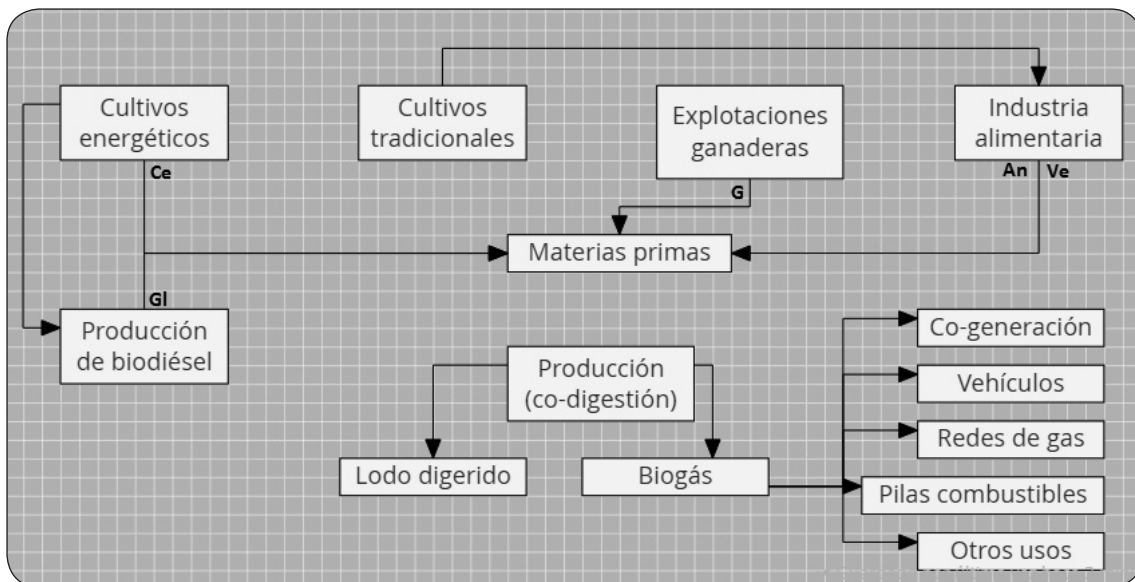 Cultivos
energéticos
Cultivos
tradicionales
Explotaciones
ganaderas
Industria
alimentaria
Ce
G
An
Ve
Materias primas
Gl
Producción
de biodiésel
Producción
(co-digestión)
Lodo digerido
Biogás
Co-generación
Vehículos
Redes de gas
Pilas combustibles
Otros usos